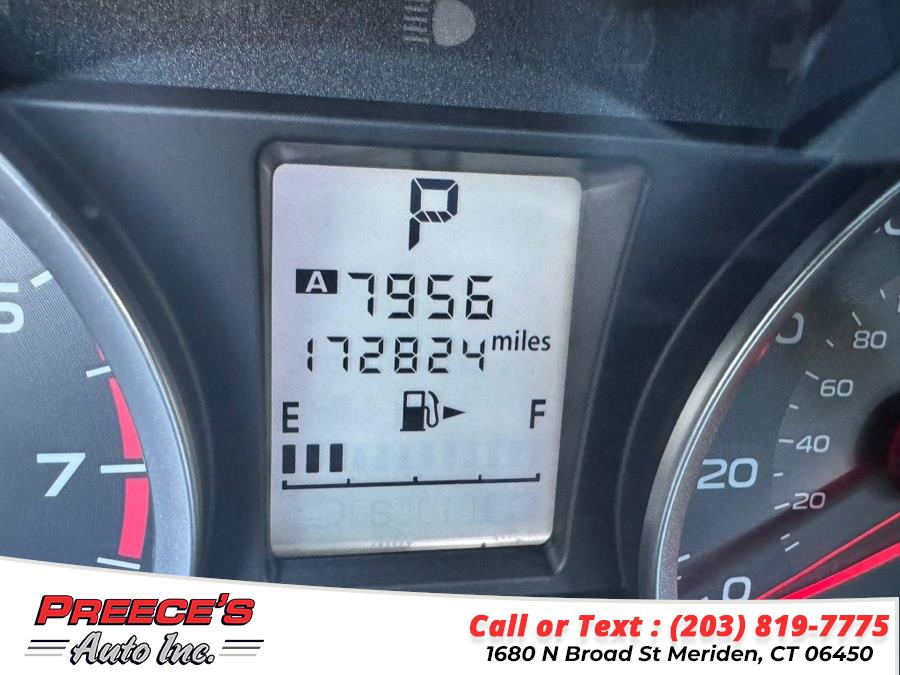 P
A 7956
172824 miles
E F
5
7
80
60
40
20
20
0
PREECE'S
Auto Inc.
Call or Text : (203) 819-7775
1680 N Broad St Meriden, CT 06450